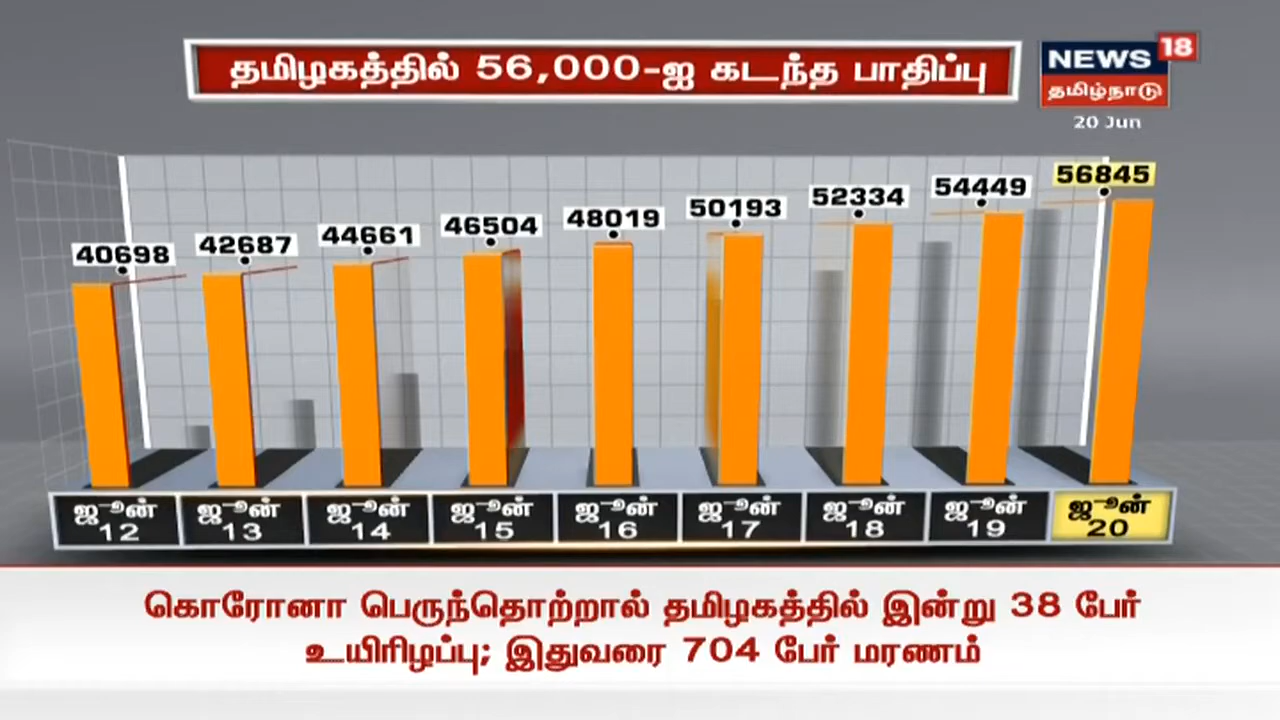 தமிழகத்தில் 56,000-ஐ கடந்த பாதிப்பு
NEWS 18
தமிழ்நாடு
20 Jun
40698 42687 44661 46504 48019 50193 52334 54449 56845
ஜூன் ஜூன் ஜூன் ஜூன் ஜூன் ஜூன் ஜூன் ஜூன் ஜூன்
12 13 14 15 16 17 18 19 20
கொரோனா பெருந்தொற்றால் தமிழகத்தில் இன்று 38 பேர்
உயிரிழப்பு; இதுவரை 704 பேர் மரணம்